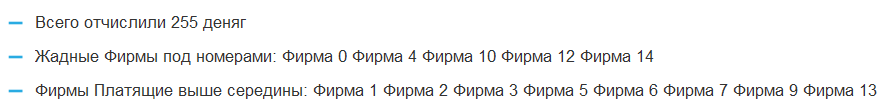 Всего отчислили 255 деняг
Жадные Фирмы под номерами: Фирма 0 Фирма 4 Фирма 10 Фирма 12 Фирма 14
Фирмы Платящие выше середины: Фирма 1 Фирма 2 Фирма 3 Фирма 5 Фирма 6 Фирма 7 Фирма 9 Фирма 13